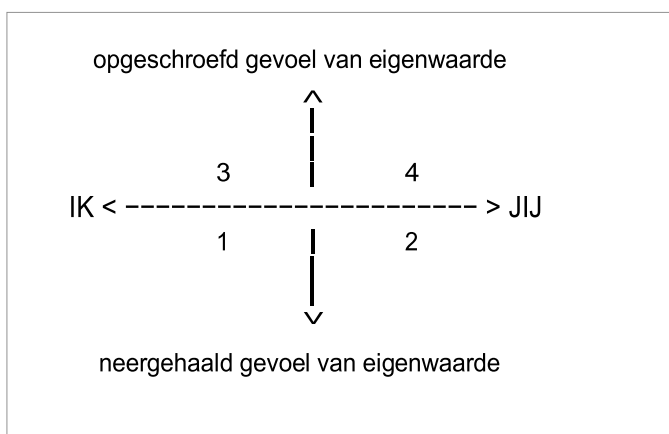 opgeschroefd gevoel van eigenwaarde
3 4
IK < ----------------------- > JIJ
1 2
neergehaald gevoel van eigenwaarde